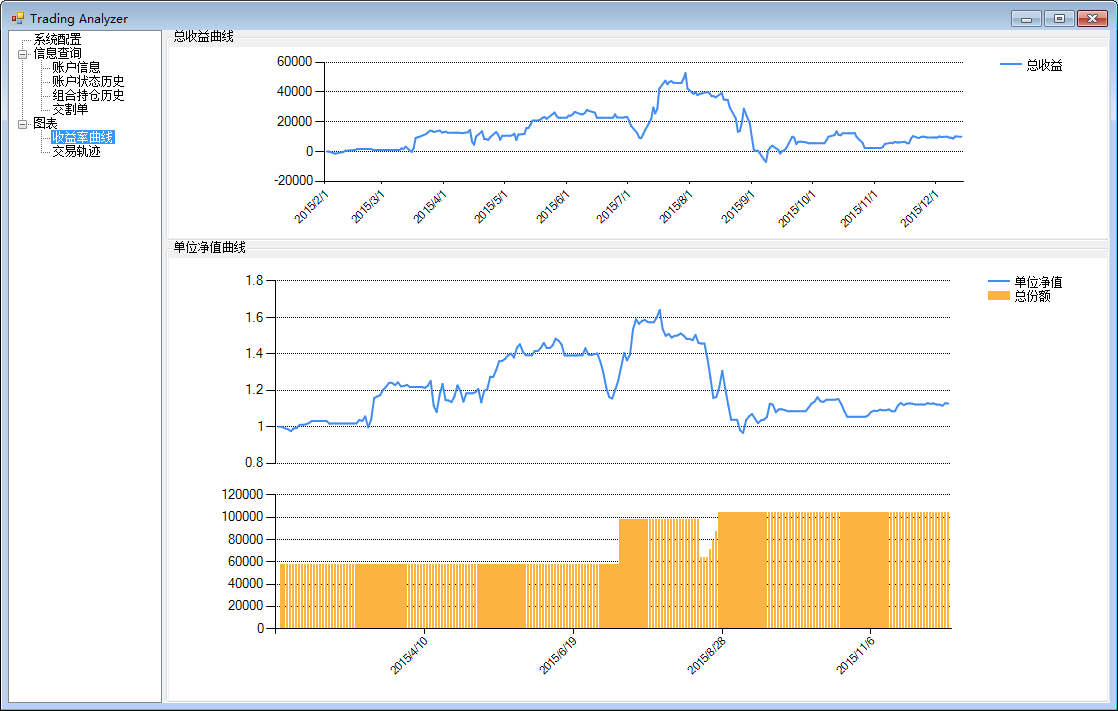 Trading Analyzer
系统配置
信息查询
账户信息
账户状态历史
组合持仓历史
交割单
图表
收益率曲线
交易轨迹
总收益曲线
60000
40000
20000
0
-20000
2015/2/1
2015/3/1
2015/4/1
2015/5/1
2015/6/1
2015/7/1
2015/8/1
2015/9/1
2015/10/1
2015/11/1
2015/12/1
总收益
单位净值曲线
1.8
1.6
1.4
1.2
1
0.8
单位净值
总份额
120000
100000
80000
60000
40000
20000
0
2015/4/10
2015/6/19
2015/8/28
2015/11/6